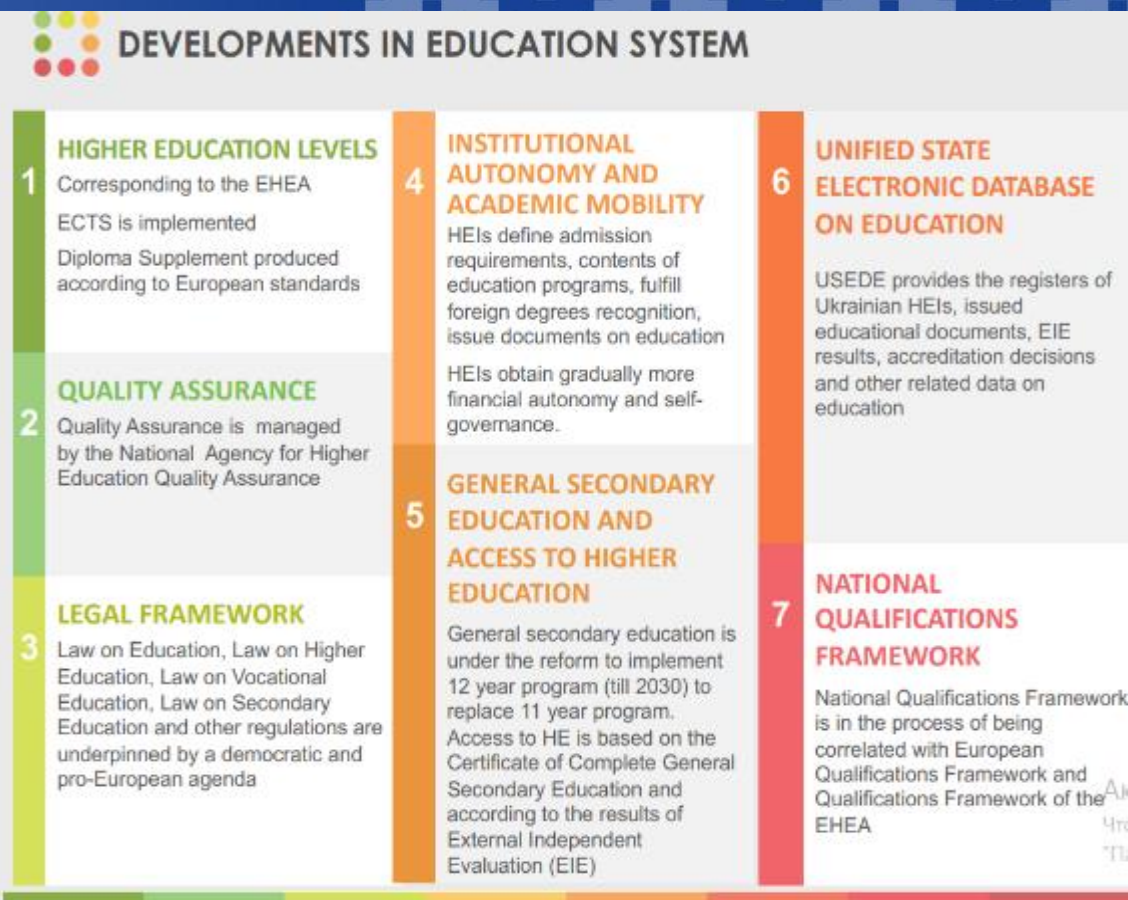 DEVELOPMENTS IN EDUCATION SYSTEM
1
HIGHER EDUCATION LEVELS
Corresponding to the EHEA
ECTS is implemented
Diploma Supplement produced
according to European standards
2
QUALITY ASSURANCE
Quality Assurance is managed
by the National Agency for Higher
Education Quality Assurance
3
LEGAL FRAMEWORK
Law on Education, Law on Higher
Education, Law on Vocational
Education, Law on Secondary
Education and other regulations are
underpinned by a democratic and
pro-European agenda
4
INSTITUTIONAL
AUTONOMY AND
ACADEMIC MOBILITY
HEIs define admission
requirements, contents of
education programs, fulfill
foreign degrees recognition,
issue documents on education
HEIs obtain gradually more
financial autonomy and self-
governance.
5
GENERAL SECONDARY
EDUCATION AND
ACCESS TO HIGHER
EDUCATION
General secondary education is
under the reform to implement
12 year program (till 2030) to
replace 11 year program.
Access to HE is based on the
Certificate of Complete General
Secondary Education and
according to the results of
External Independent
Evaluation (EIE)
6
UNIFIED STATE
ELECTRONIC DATABASE
ON EDUCATION
USEDE provides the registers of
Ukrainian HEIs, issued
educational documents, EIE
results, accreditation decisions
and other related data on
education
7
NATIONAL
QUALIFICATIONS
FRAMEWORK
National Qualifications Framework
is in the process of being
correlated with European
Qualifications Framework and
Qualifications Framework of the
EHEA